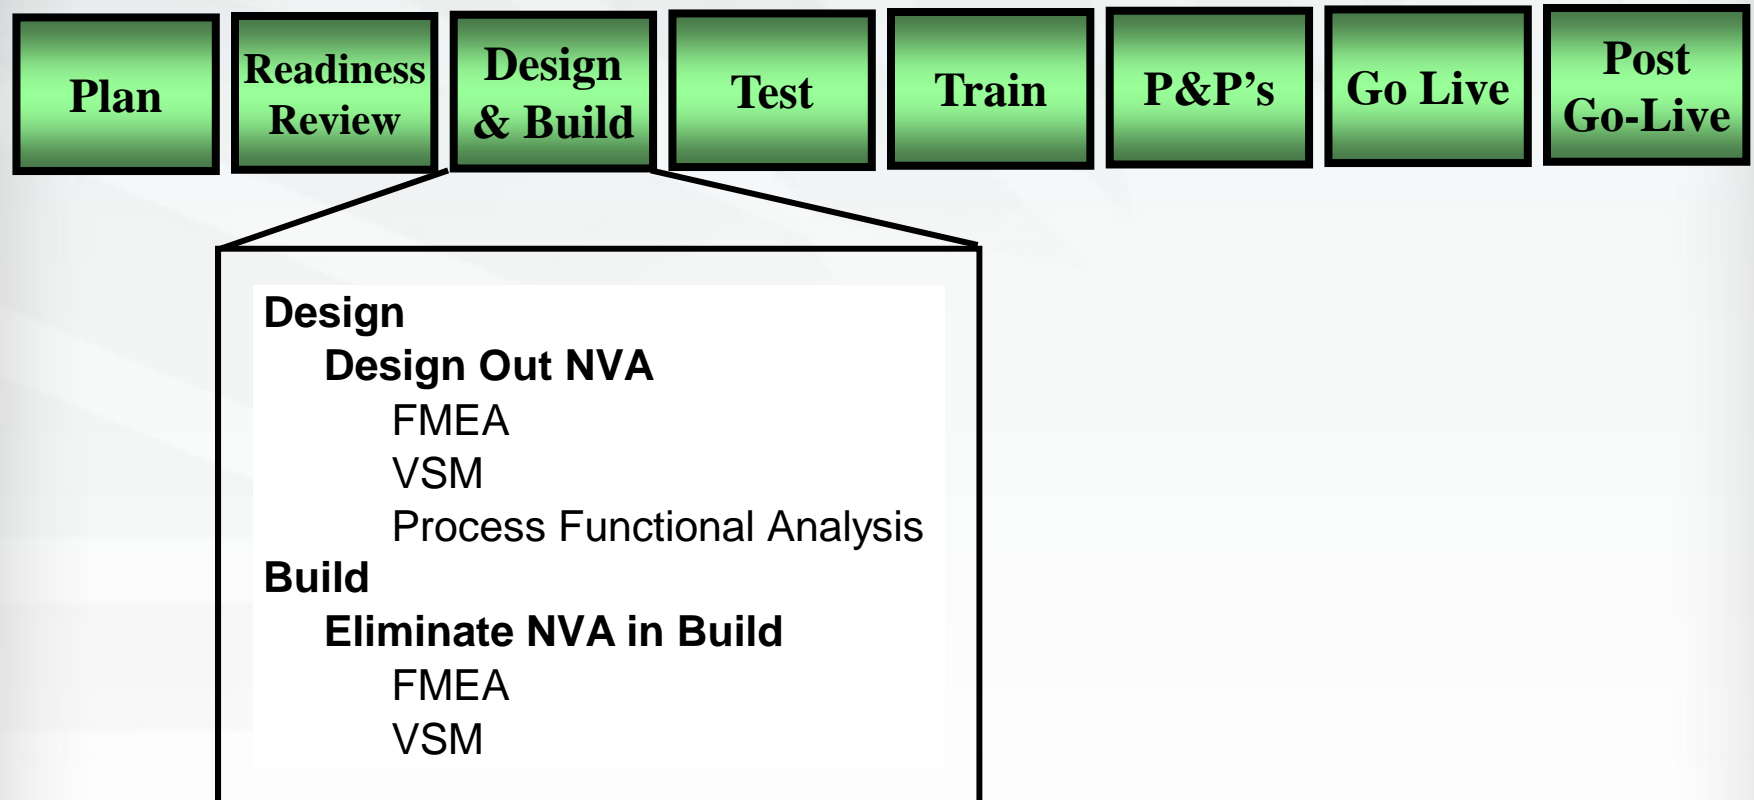 Plan
Readiness
Review
Design
& Build
Test
Train
P&P’s
Go Live
Post
Go-Live
Design
Design Out NVA
FMEA
VSM
Process Functional Analysis
Build
Eliminate NVA in Build
FMEA
VSM